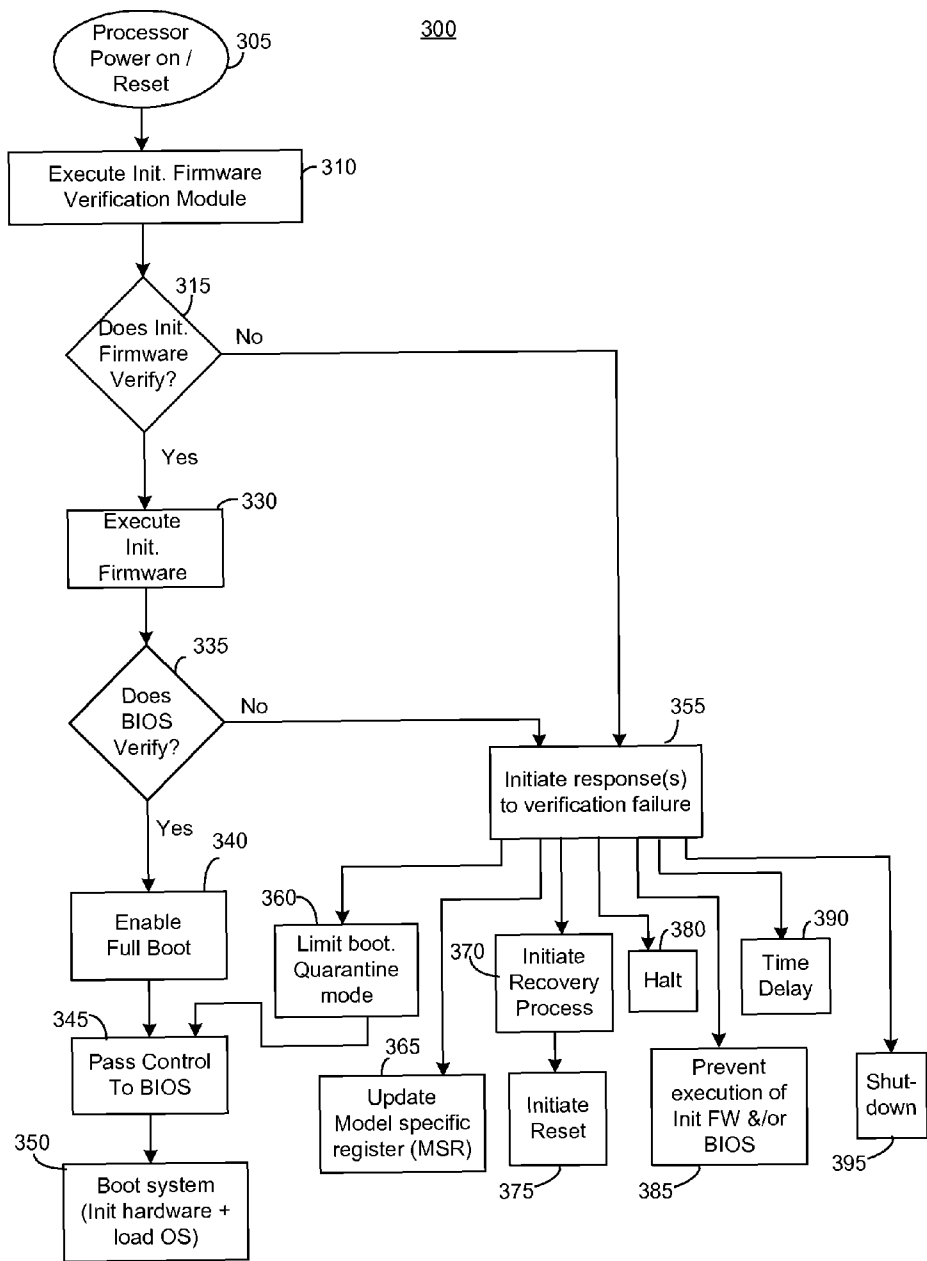 300
Processor
Power on /
Reset
305
Execute Init. Firmware
Verification Module
310
315
Does Init.
Firmware
Verify?
No
Yes
330
Execute
Init.
Firmware
335
Does
BIOS
Verify?
No
Yes
355
Initiate response(s)
to verification failure
340
Enable
Full Boot
360
Limit boot.
Quarantine
mode
370
Initiate
Recovery
Process
380
Halt
390
Time
Delay
345
Pass Control
To BIOS
365
Update
Model specific
register (MSR)
Initiate
Reset
375
Prevent
execution of
Init FW &/or
BIOS
385
Shut-
down
395
350
Boot system
(Init hardware +
load OS)